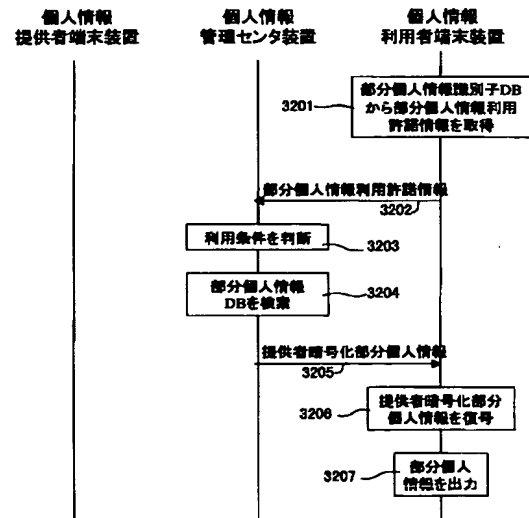 個人情報
提供者端末装置
個人情報
管理センタ装置
個人情報
利用者端末装置
3201
部分個人情報識別子DB
から部分個人情報利用
許諾情報を取得
部分個人情報利用許諾情報
3202
利用条件を判断
3203
部分個人情報
DBを検索
3204
提供者暗号化部分個人情報
3205
3206
提供者暗号化部分
個人情報を復号
3207
部分個人
情報を出力